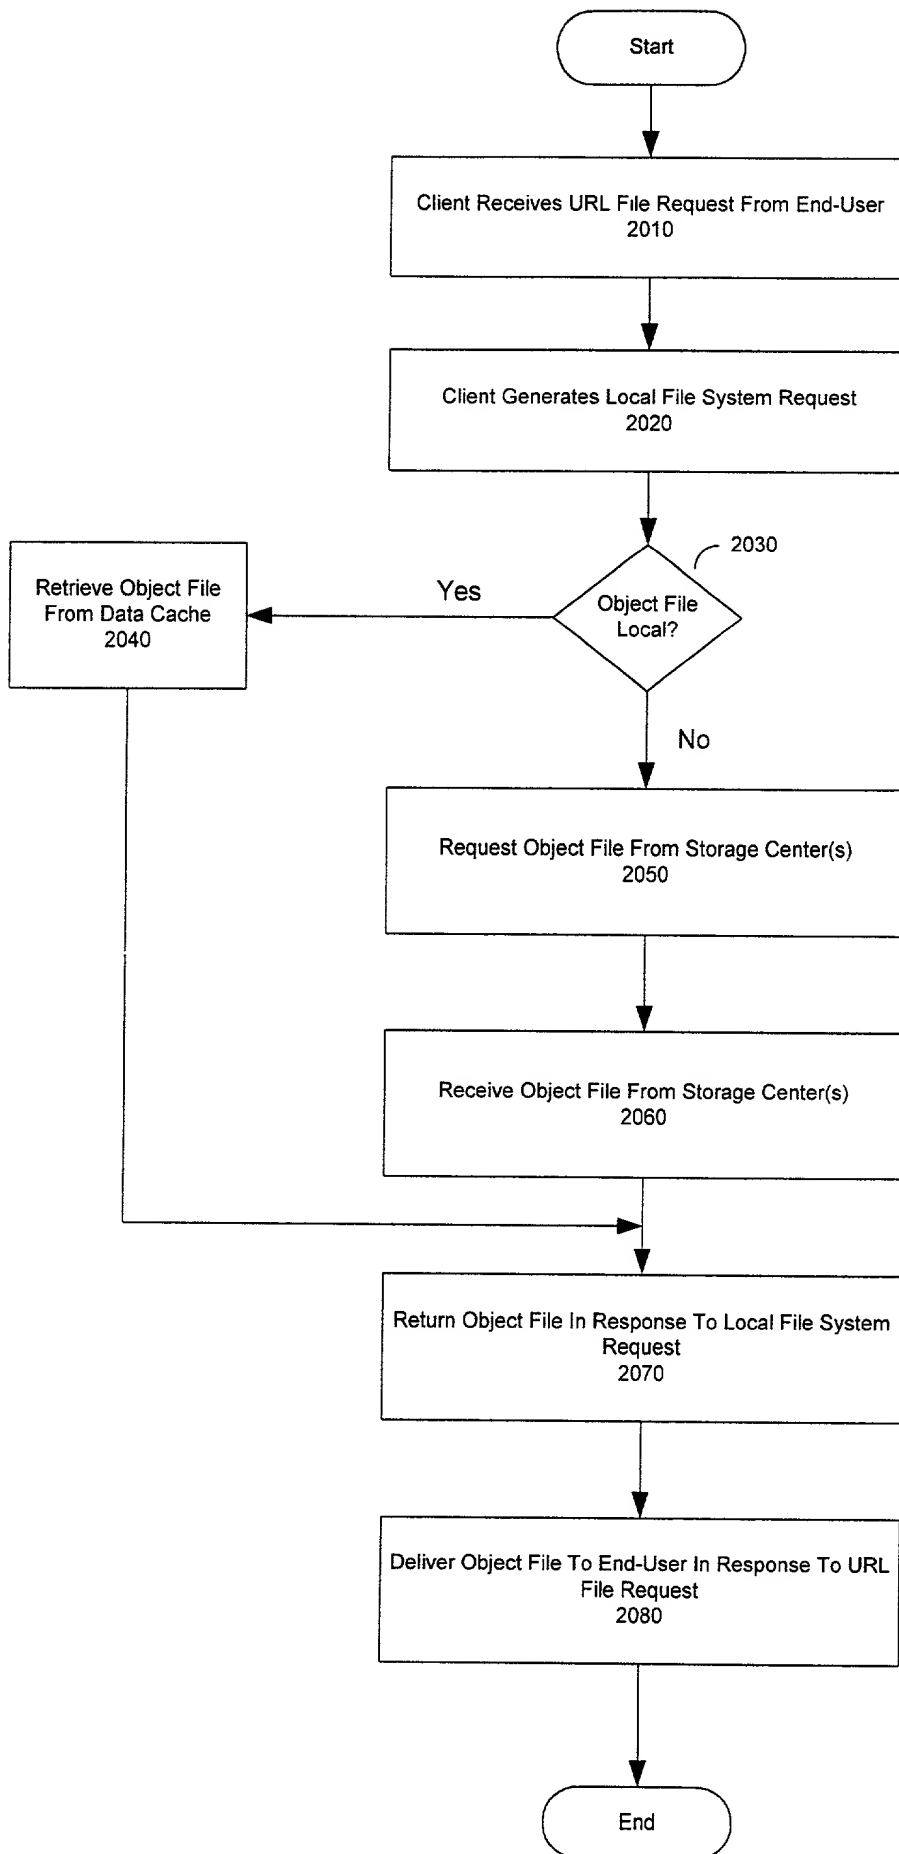 Start
Client Receives URL File Request From End-User
2010
Client Generates Local File System Request
2020
2030
Object File
Local?
Yes
Retrieve Object File
From Data Cache
2040
No
Request Object File From Storage Center(s)
2050
Receive Object File From Storage Center(s)
2060
Return Object File In Response To Local File System
Request
2070
Deliver Object File To End-User In Response To URL
File Request
2080
End